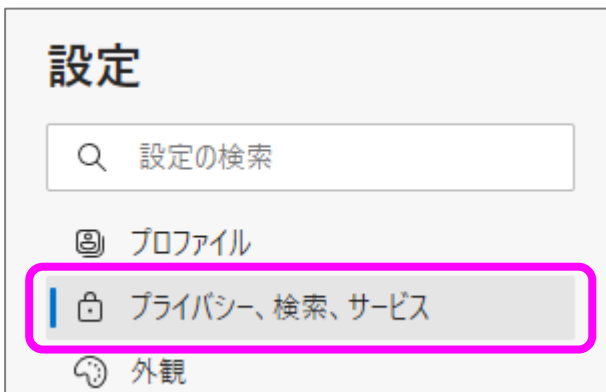 設定
設定の検索
プロファイル
プライバシー、検索、サービス
外観